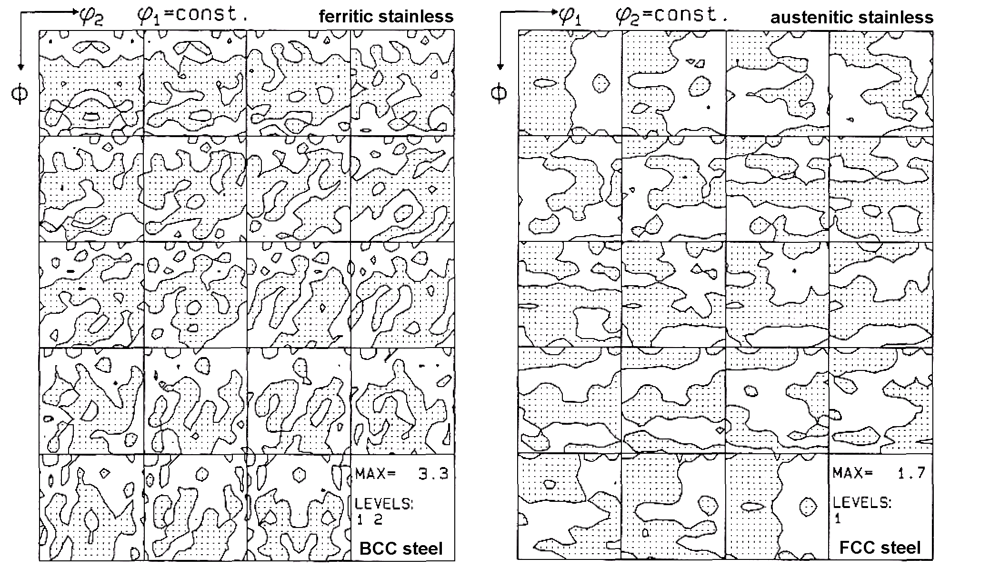 φ2 φ1=const. ferritic stainless
Φ
MAX= 3.3
LEVELS:
1 2
BCC steel
φ1 φ2=const. austenitic stainless
Φ
MAX= 1.7
LEVELS:
1
FCC steel